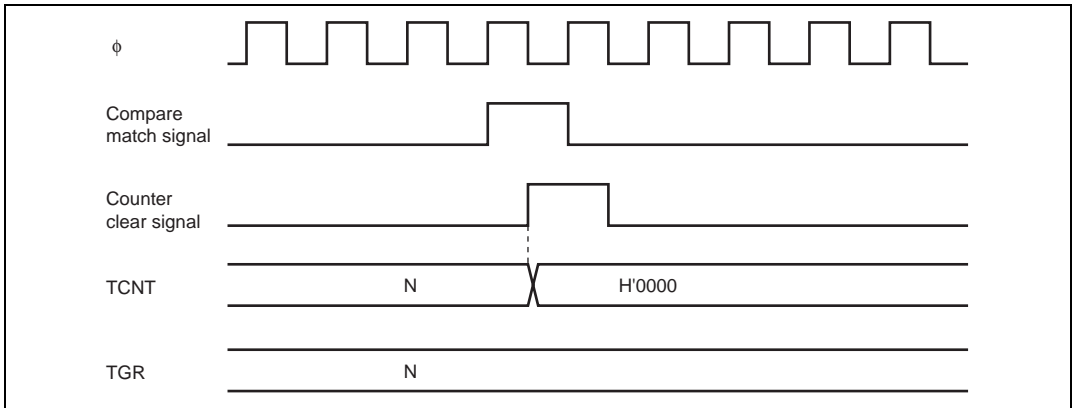 ϕ
Compare
match signal
Counter
clear signal
TCNT
N
H'0000
TGR
N